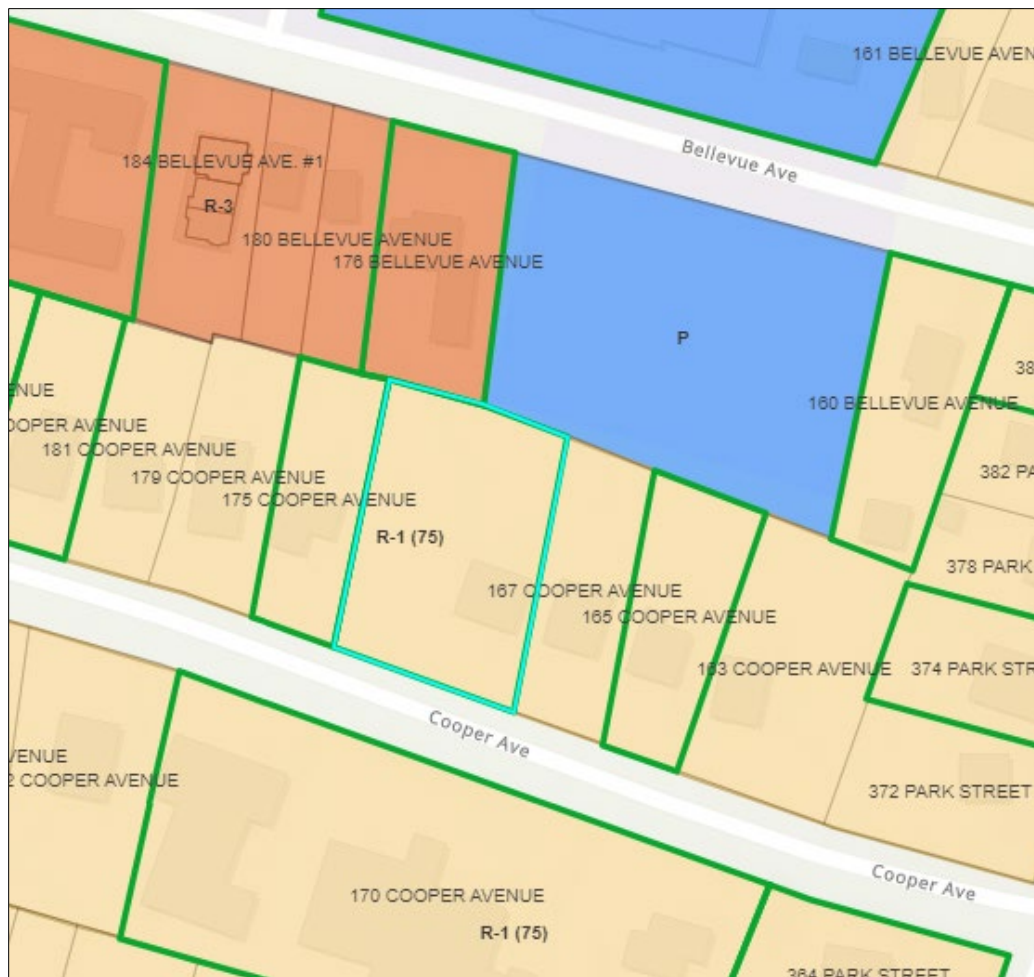 161 BELLEVUE AVEN
Bellevue Ave
184 BELLEVUE AVE. #1
R-3
180 BELLEVUE AVENUE
176 BELLEVUE AVENUE
P
38
160 BELLEVUE AVENUE
ENUE
OOPER AVENUE
181 COOPER AVENUE
179 COOPER AVENUE
175 COOPER AVENUE
382 PA
R-1 (75)
378 PARK
167 COOPER AVENUE
165 COOPER AVENUE
163 COOPER AVENUE
374 PARK STR
Cooper Ave
VENUE
2 COOPER AVENUE
372 PARK STREET
Cooper Ave
170 COOPER AVENUE
R-1 (75)
364 PARK STREET